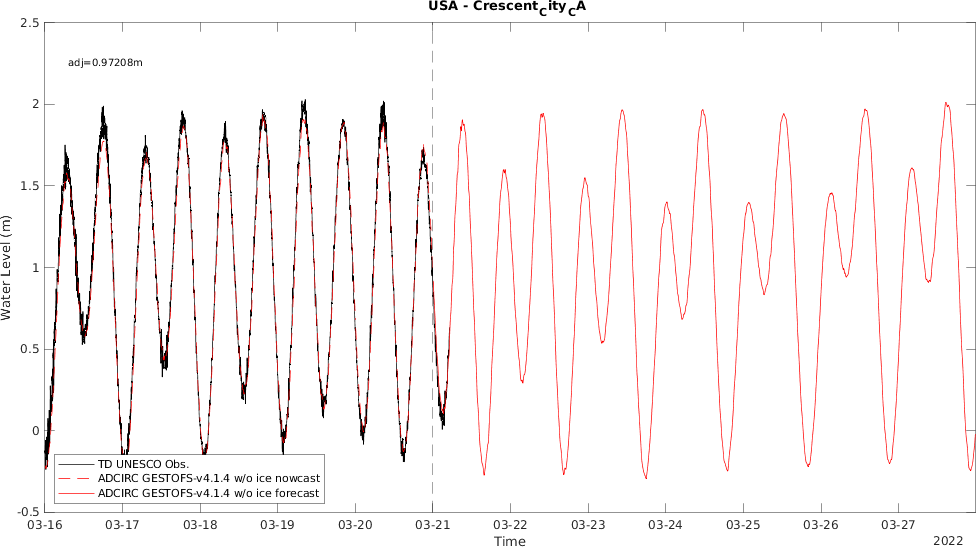 USA - Crescent_City_CA
2.5
adj=0.97208m
2
1.5
1
0.5
0
-0.5
Water Level (m)
TD UNESCO Obs.
ADCIRC GESTOFS-v4.1.4 w/o ice nowcast
ADCIRC GESTOFS-v4.1.4 w/o ice forecast
03-16 03-17 03-18 03-19 03-20 03-21 03-22 03-23 03-24 03-25 03-26 03-27
Time
2022